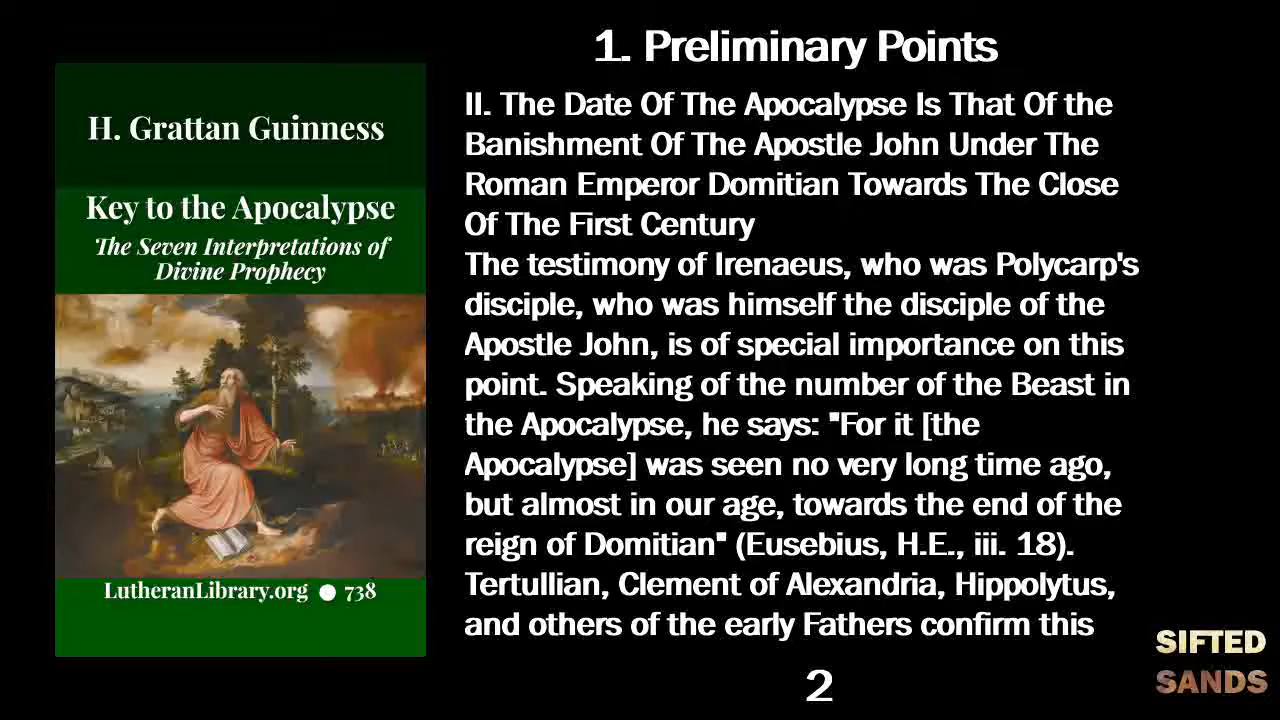 H. Grattan Guinness
Key to the Apocalypse
The Seven Interpretations of
Divine Prophecy
LutheranLibrary.org ● 738
1. Preliminary Points
II. The Date Of The Apocalypse Is That Of the
Banishment Of The Apostle John Under The
Roman Emperor Domitian Towards The Close
Of The First Century
The testimony of Irenaeus, who was Polycarp's
disciple, who was himself the disciple of the
Apostle John, is of special importance on this
point. Speaking of the number of the Beast in
the Apocalypse, he says: "For it [the
Apocalypse] was seen no very long time ago,
but almost in our age, towards the end of the
reign of Domitian" (Eusebius, H.E., iii. 18).
Tertullian, Clement of Alexandria, Hippolytus,
and others of the early Fathers confirm this
2
SIFTED
SANDS